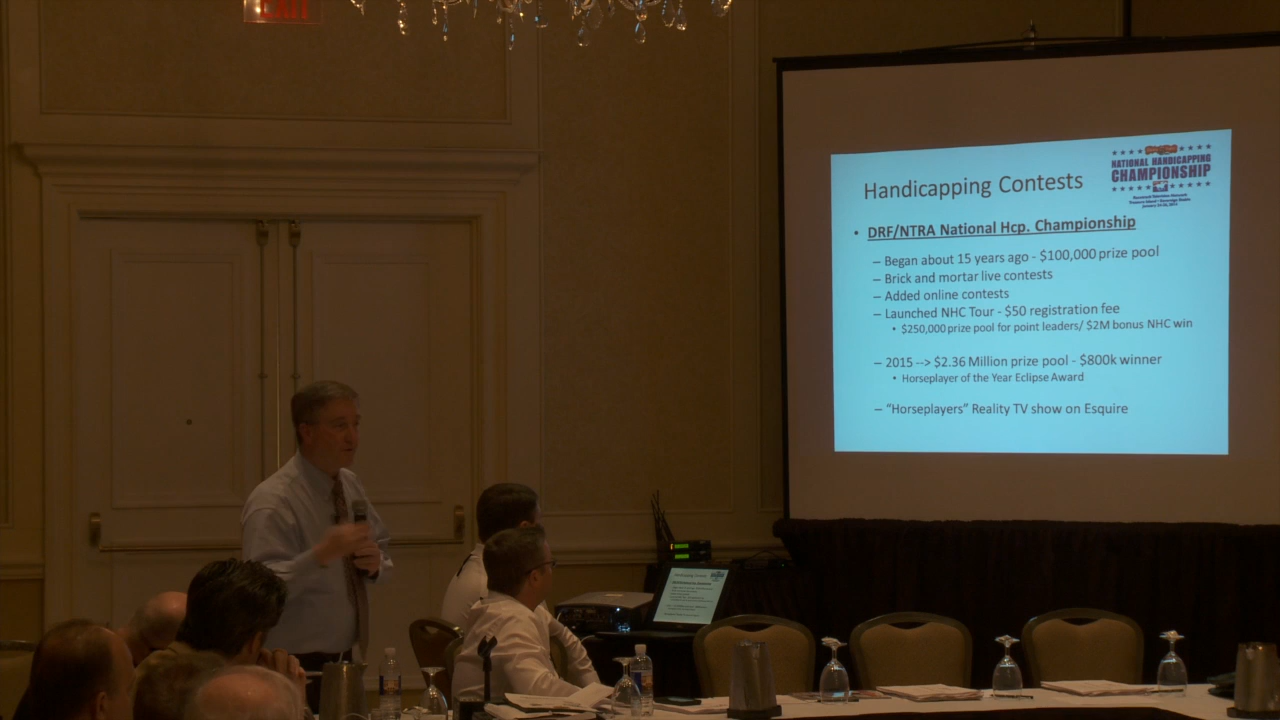 EXIT
NATIONAL HANDICAPPING
CHAMPIONSHIP
Handicapping Contests
• DRF/NTRA National Hcp. Championship
– Began about 15 years ago - $100,000 prize pool
– Brick and mortar live contests
– Added online contests
– Launched NHC Tour - $50 registration fee
• $250,000 prize pool for point leaders/ $2M bonus NHC win
– 2015 --> $2.36 Million prize pool - $800k winner
• Horseplayer of the Year Eclipse Award
– "Horseplayers" Reality TV show on Esquire